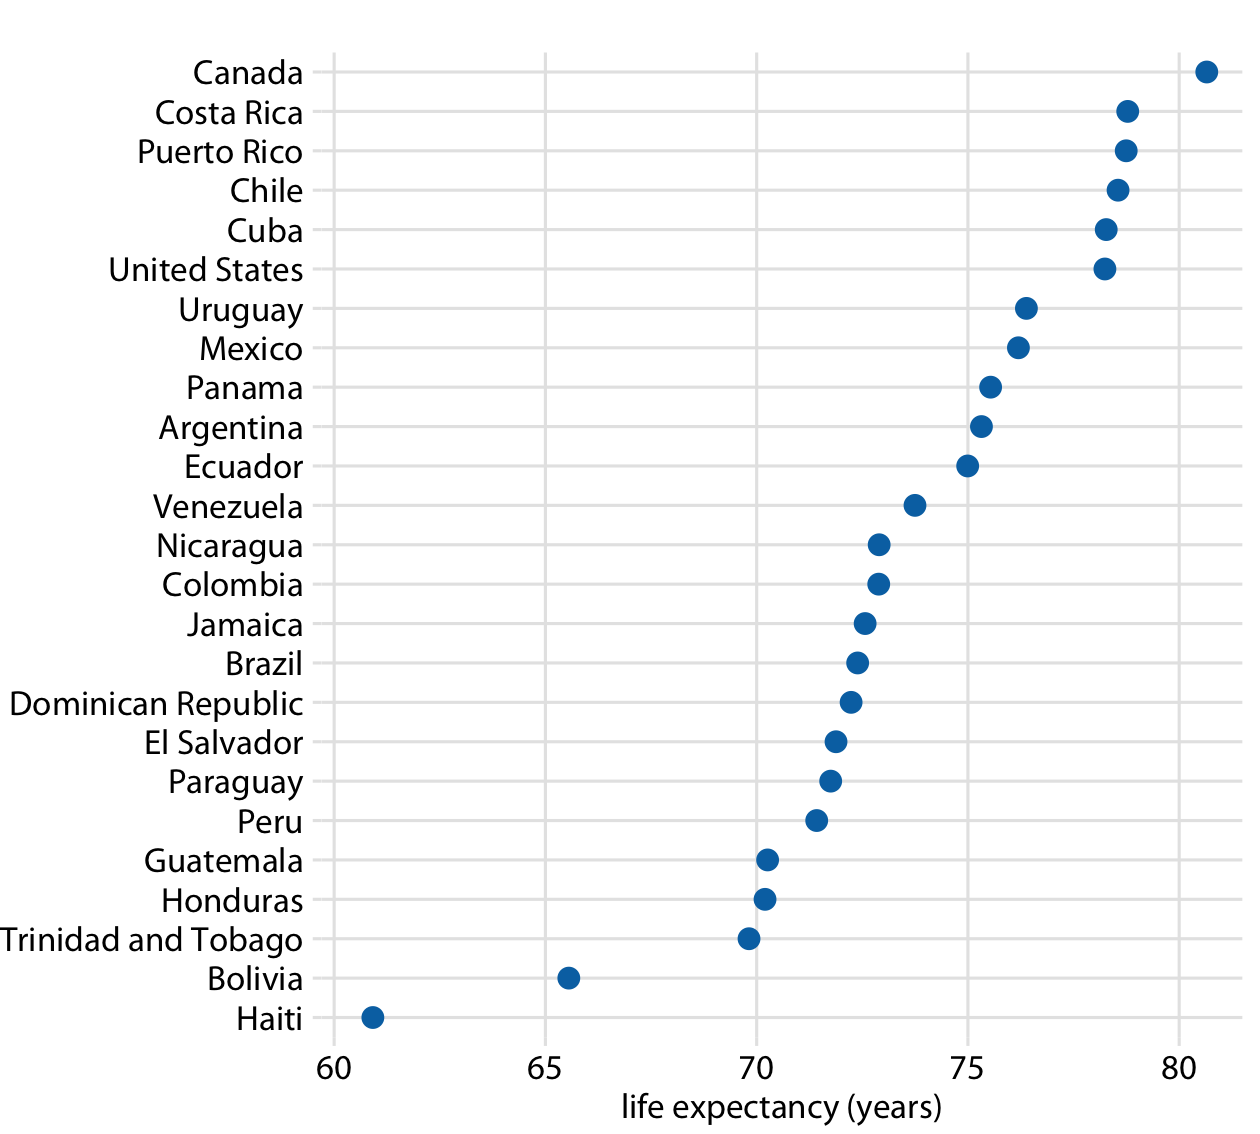 Canada
Costa Rica
Puerto Rico
Chile
Cuba
United States
Uruguay
Mexico
Panama
Argentina
Ecuador
Venezuela
Nicaragua
Colombia
Jamaica
Brazil
Dominican Republic
El Salvador
Paraguay
Peru
Guatemala
Honduras
Trinidad and Tobago
Bolivia
Haiti
60 65 70 75 80
life expectancy (years)